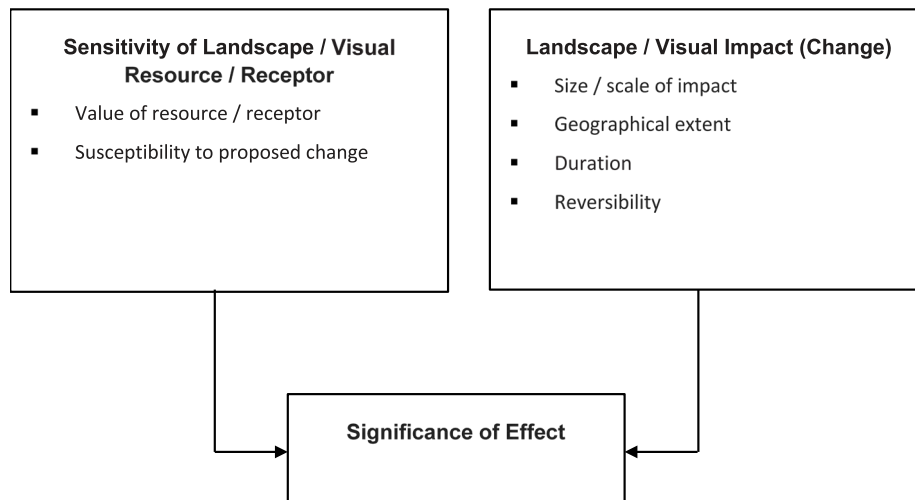 Sensitivity of Landscape / Visual
Resource / Receptor
▪ Value of resource / receptor
▪ Susceptibility to proposed change
Landscape / Visual Impact (Change)
▪ Size / scale of impact
▪ Geographical extent
▪ Duration
▪ Reversibility
Significance of Effect